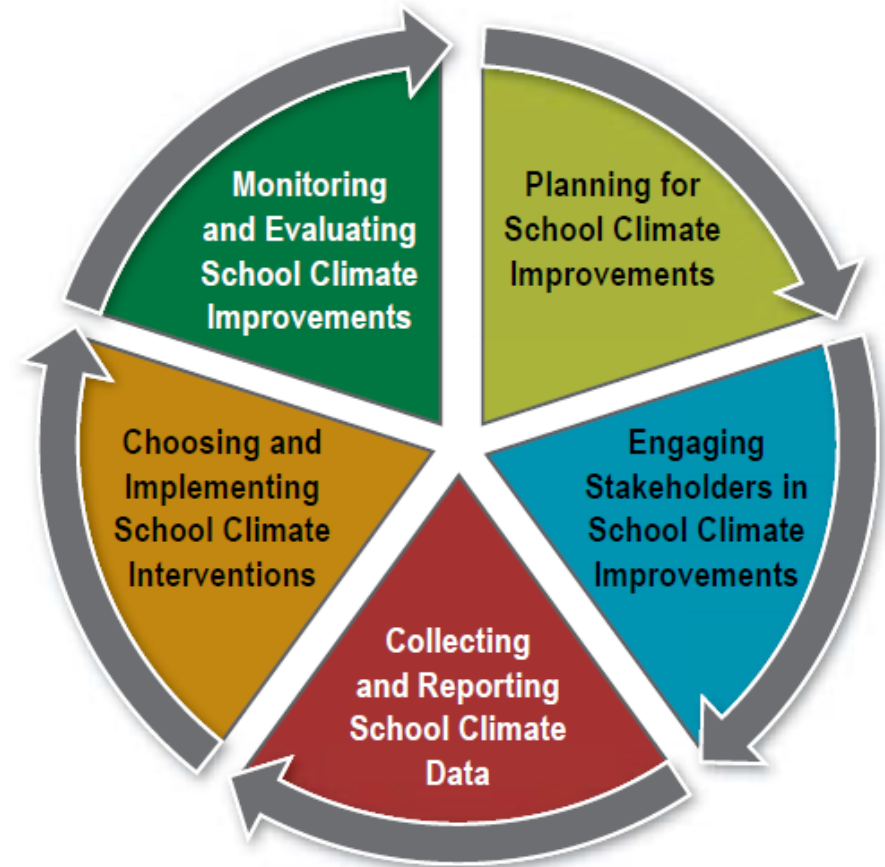 Planning for
School Climate
Improvements
Engaging
Stakeholders in
School Climate
Improvements
Collecting
and Reporting
School Climate
Data
Choosing and
Implementing
School Climate
Interventions
Monitoring
and Evaluating
School Climate
Improvements